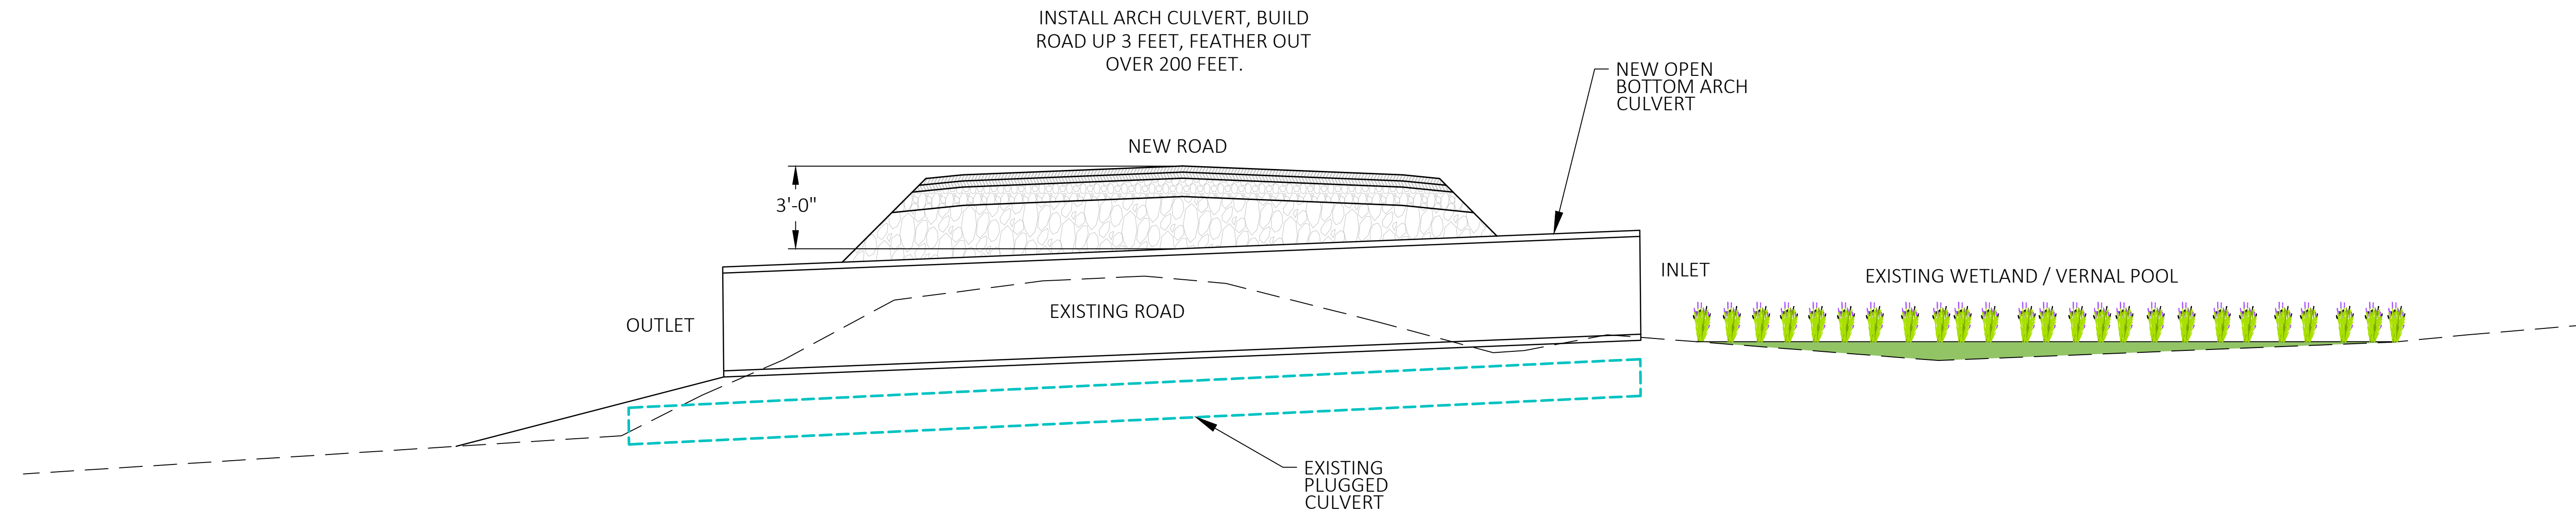 INSTALL ARCH CULVERT, BUILD
ROAD UP 3 FEET, FEATHER OUT
OVER 200 FEET.
NEW OPEN
BOTTOM ARCH
CULVERT
NEW ROAD
3'-0"
INLET
EXISTING WETLAND / VERNAL POOL
EXISTING ROAD
OUTLET
EXISTING
PLUGGED
CULVERT